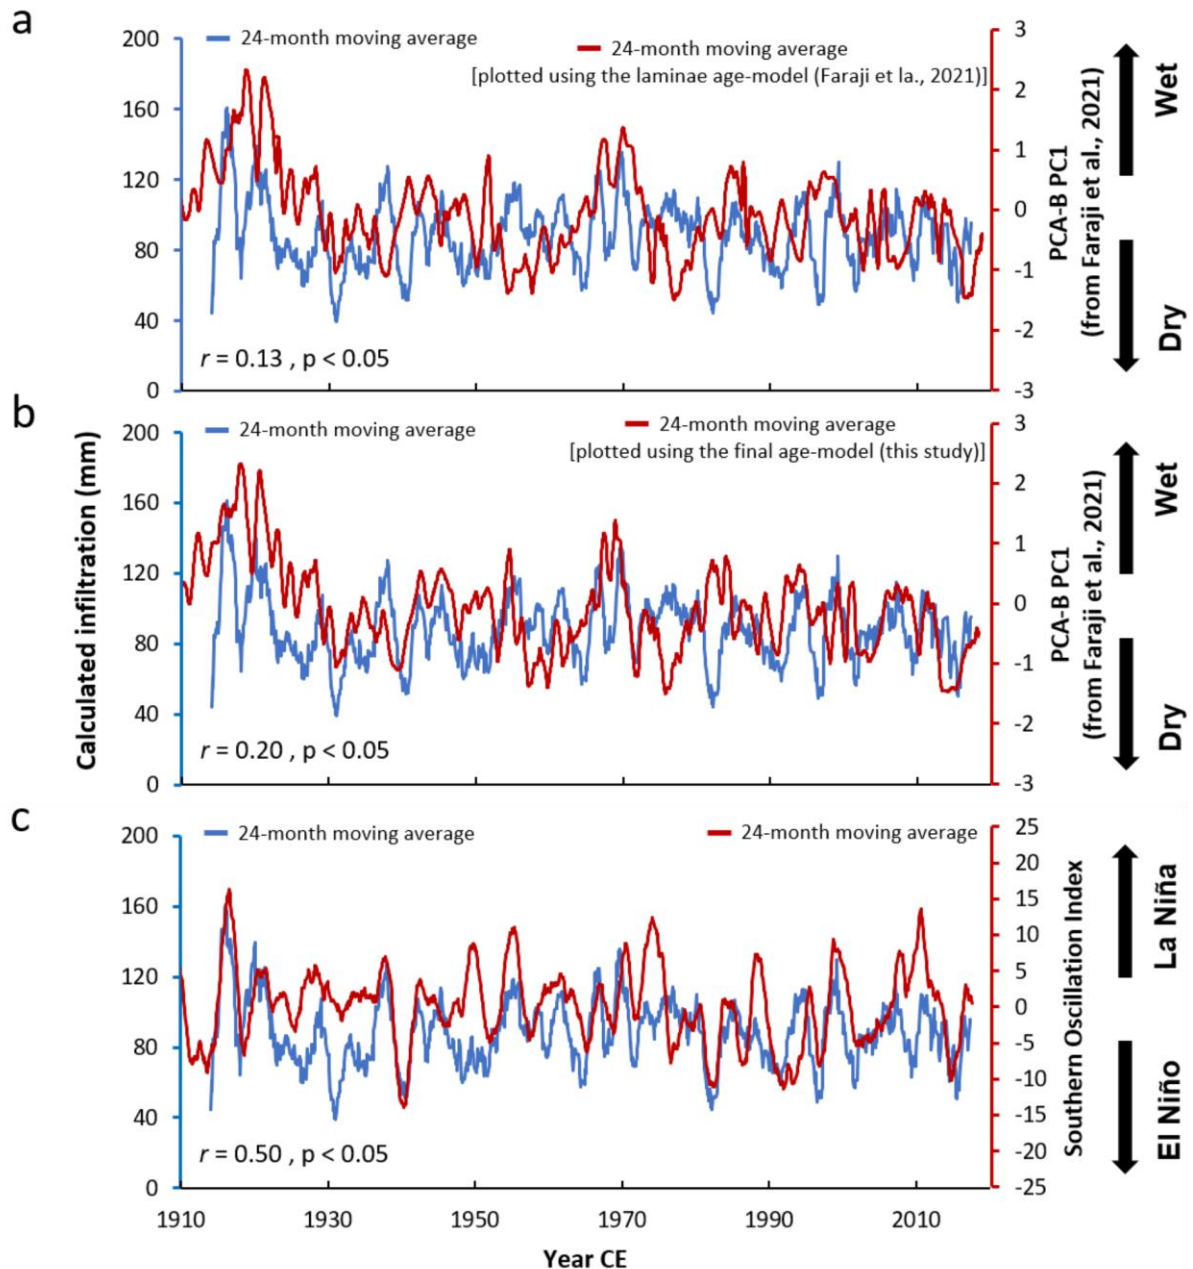 a
200
160
120
80
40
0
24-month moving average
24-month moving average
[plotted using the laminae age-model (Faraji et la., 2021)]
r = 0.13 , p < 0.05
3
2
1
0
-1
-2
-3
PCA-B PC1
(from Faraji et al., 2021)
Wet
Dry
b
Calculated infiltration (mm)
200
160
120
80
40
0
24-month moving average
24-month moving average
[plotted using the final age-model (this study)]
r = 0.20 , p < 0.05
3
2
1
0
-1
-2
-3
PCA-B PC1
(from Faraji et al., 2021)
Wet
Dry
c
200
160
120
80
40
0
24-month moving average
24-month moving average
r = 0.50 , p < 0.05
25
20
15
10
5
0
-5
-10
-15
-20
-25
Southern Oscillation Index
La Niña
El Niño
1910 1930 1950 1970 1990 2010
Year CE